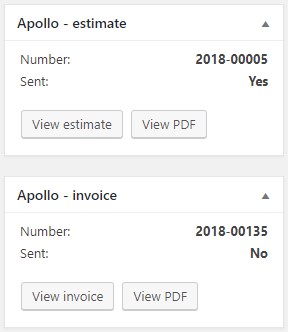 Apollo - estimate
Number: 2018-00005
Sent: Yes
View estimate View PDF
Apollo - invoice
Number: 2018-00135
Sent: No
View invoice View PDF